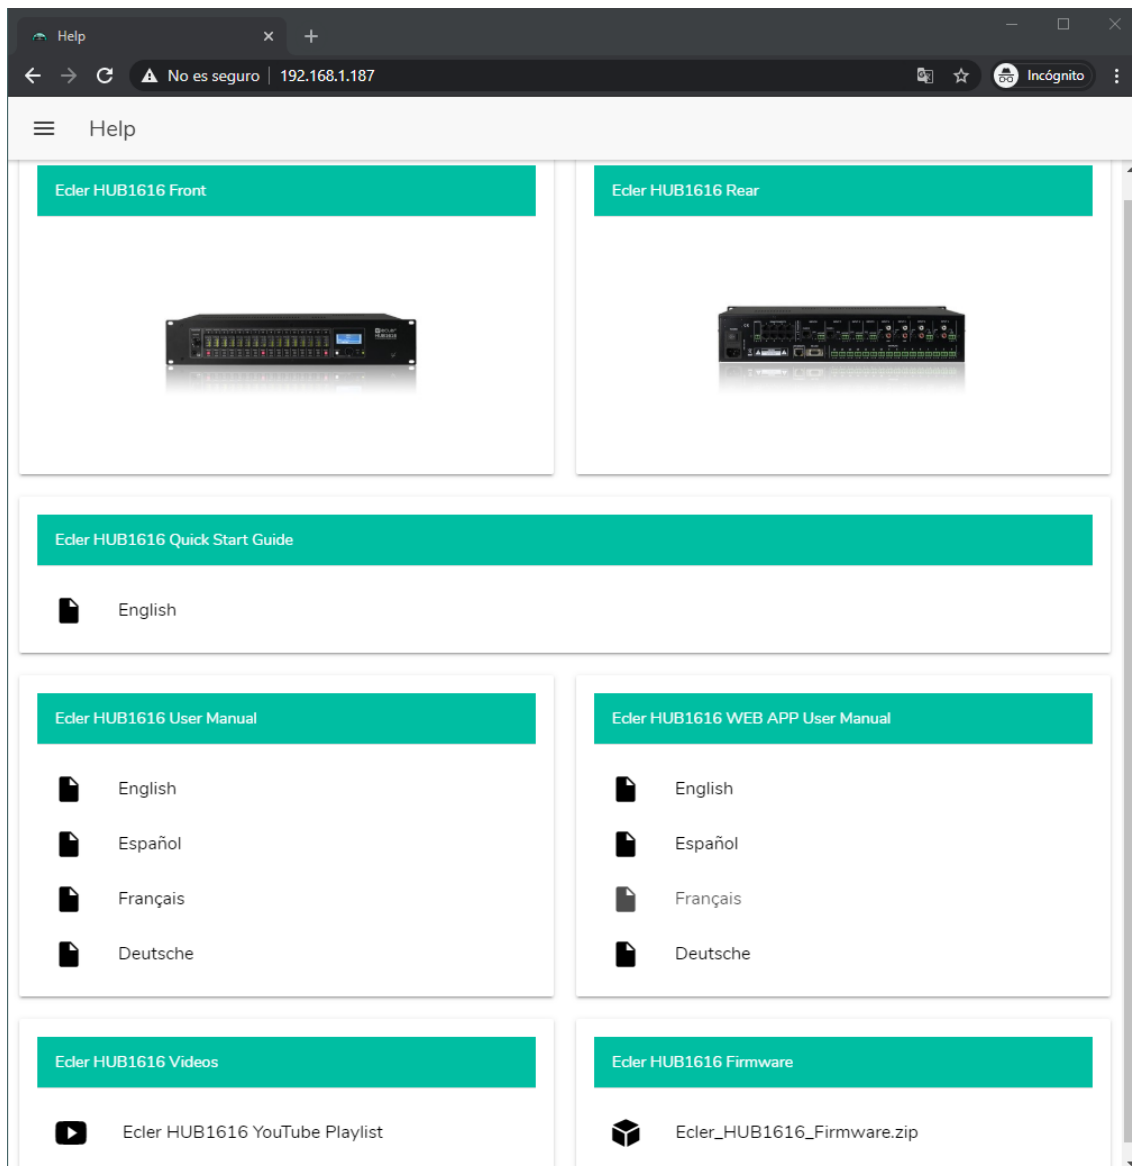 Help
No es seguro
192.168.1.187
Incógnito
Help
Ecler HUB1616 Front
Ecler HUB1616 Rear
ECLER
HUB1616
Ecler HUB1616 Quick Start Guide
English
Ecler HUB1616 User Manual
English
Español
Français
Deutsche
Ecler HUB1616 WEB APP User Manual
English
Español
Français
Deutsche
Ecler HUB1616 Videos
Ecler HUB1616 YouTube Playlist
Ecler HUB1616 Firmware
Ecler_HUB1616_Firmware.zip